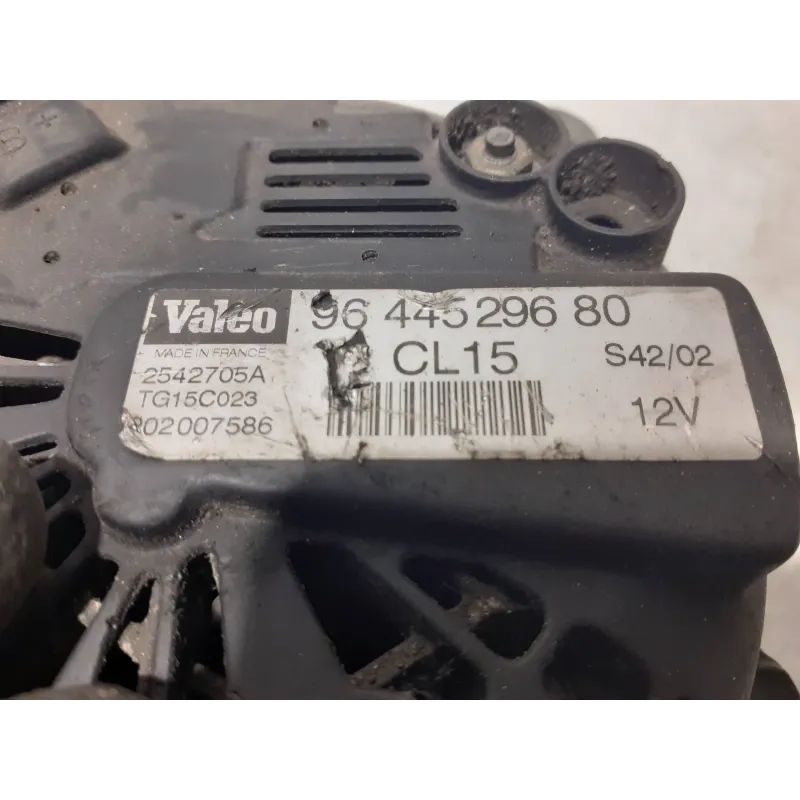 B +
Valeo 96 445 296 80
MADE IN FRANCE CL15 S42/02
2542705A
TG15C023 12V
802007586